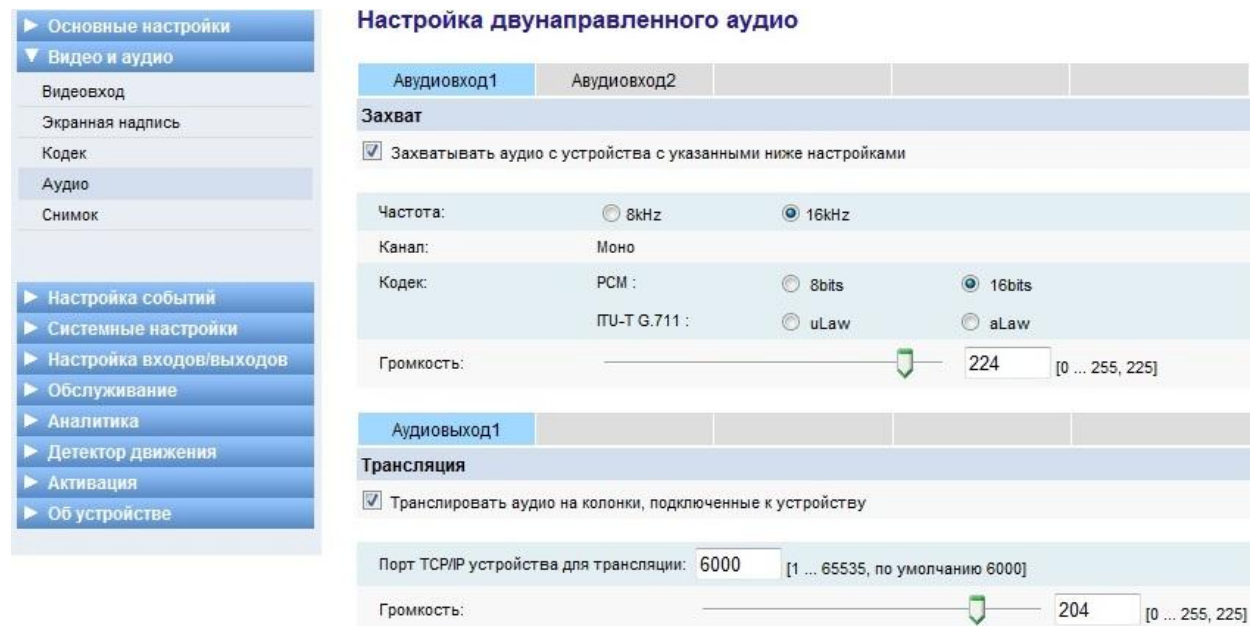 Основные настройки
Видео и аудио
Видеовход
Экранная надпись
Кодек
Аудио
Снимок
Настройка событий
Системные настройки
Настройка входов/выходов
Обслуживание
Аналитика
Детектор движения
Активация
Об устройстве
Настройка двунаправленного аудио
Авудиовход1 Авудиовход2
Захват
Захватывать аудио с устройства с указанными ниже настройками
Частота: 8kHz 16kHz
Канал: Моно
Кодек: PCM : 8bits 16bits
ITU-T G.711 : uLaw aLaw
Громкость: 224 [0 ... 255, 225]
Аудиовыход1
Трансляция
Транслировать аудио на колонки, подключенные к устройству
Порт TCP/IP устройства для трансляции: 6000 [1 ... 65535, по умолчанию 6000]
Громкость: 204 [0 ... 255, 225]